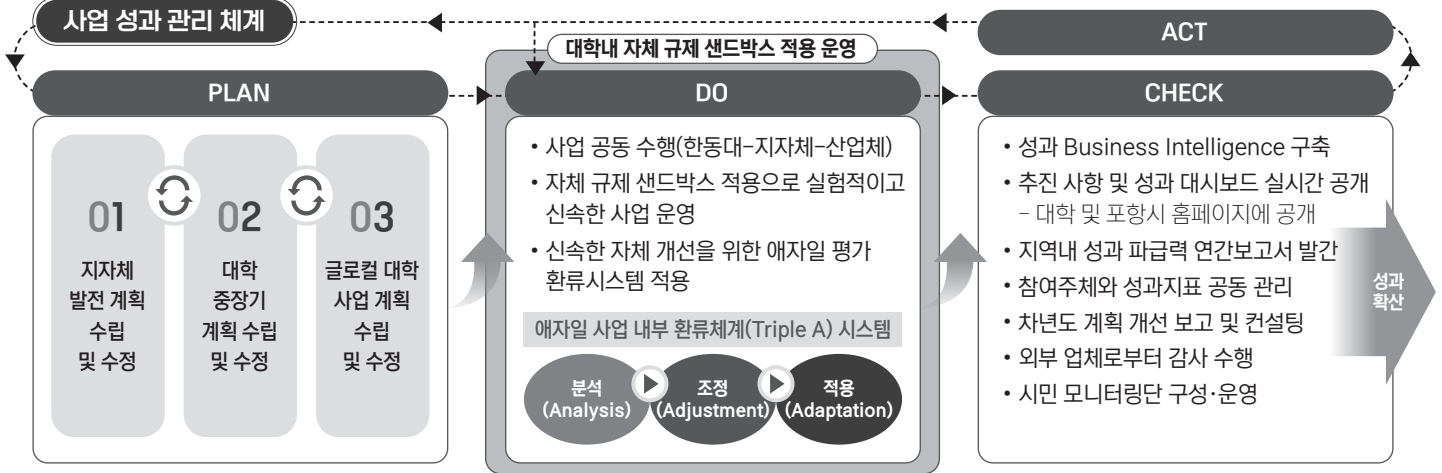 사업 성과 관리 체계
PLAN
01
지자체
발전 계획
수립
및 수정
02
대학
중장기
계획 수립
및 수정
03
글로컬 대학
사업 계획
수립
및 수정
대학내 자체 규제 샌드박스 적용 운영
DO
• 사업 공동 수행(한동대-지자체-산업체)
• 자체 규제 샌드박스 적용으로 실험적이고
신속한 사업 운영
• 신속한 자체 개선을 위한 애자일 평가
환류시스템 적용
애자일 사업 내부 환류체계(Triple A) 시스템
분석
(Analysis)
조정
(Adjustment)
적용
(Adaptation)
ACT
CHECK
• 성과 Business Intelligence 구축
• 추진 사항 및 성과 대시보드 실시간 공개
- 대학 및 포항시 홈페이지에 공개
• 지역내 성과 파급력 연간보고서 발간
• 참여주체와 성과지표 공동 관리
• 차년도 계획 개선 보고 및 컨설팅
• 외부 업체로부터 감사 수행
• 시민 모니터링단 구성·운영
성과
확산